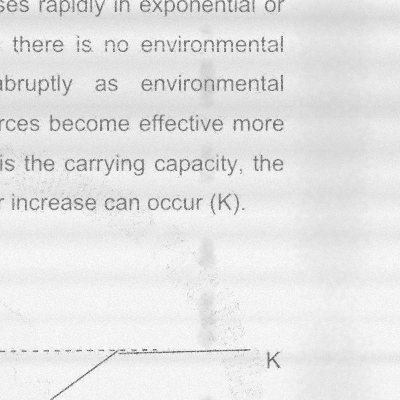 ses rapidly in exponential or
there is no environmental
abruptly as environmental
rces become effective more
is the carrying capacity, the
r increase can occur (K).
K